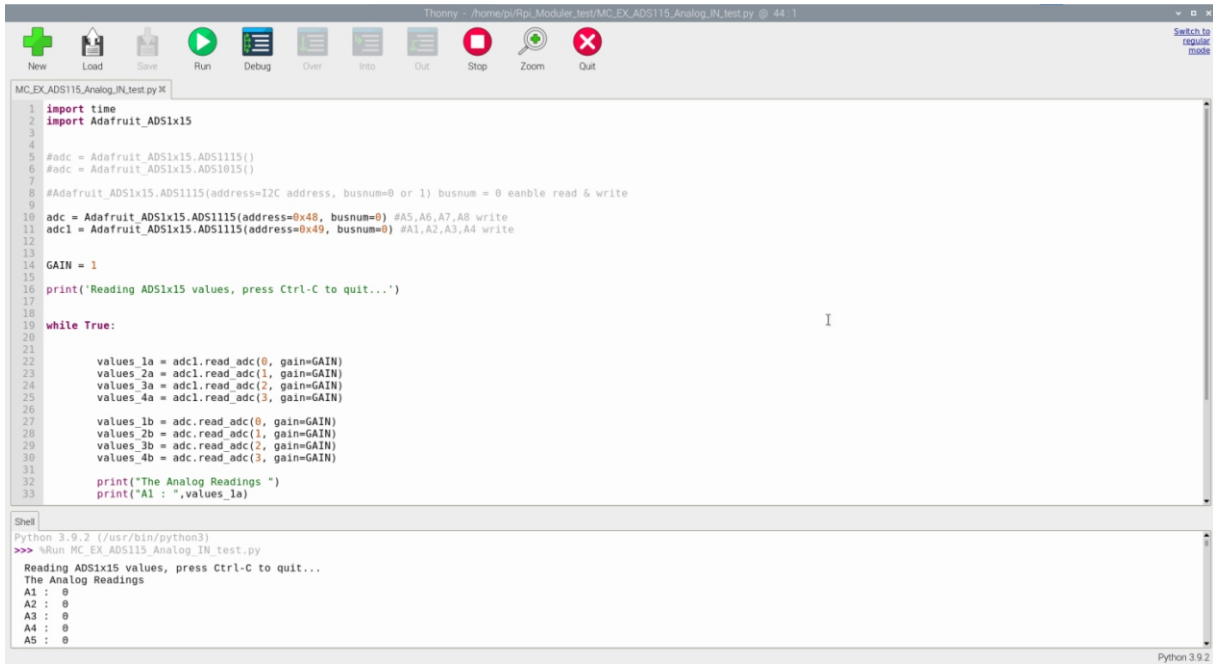 Thonny - /home/pi/Rpi_Moduler_test/MC_EX_ADS115_Analog_IN_test.py @ 44:1
New Load Save Run Debug Over Into Out Stop Zoom Quit
Switch to
regular
mode
MC_EX_ADS115_Analog_IN_test.py
1 import time
2 import Adafruit_ADS1x15
3
4
5 #adc = Adafruit_ADS1x15.ADS1115()
6 #adc = Adafruit_ADS1x15.ADS1015()
7
8 #Adafruit_ADS1x15.ADS1115(address=I2C address, busnum=0 or 1) busnum = 0 eanble read & write
9
10 adc = Adafruit_ADS1x15.ADS1115(address=0x48, busnum=0) #A5,A6,A7,A8 write
11 adc1 = Adafruit_ADS1x15.ADS1115(address=0x49, busnum=0) #A1,A2,A3,A4 write
12
13
14 GAIN = 1
15
16 print('Reading ADS1x15 values, press Ctrl-C to quit...')
17
18
19 while True:
20
21
22 values_1a = adc1.read_adc(0, gain=GAIN)
23 values_2a = adc1.read_adc(1, gain=GAIN)
24 values_3a = adc1.read_adc(2, gain=GAIN)
25 values_4a = adc1.read_adc(3, gain=GAIN)
26
27 values_1b = adc.read_adc(0, gain=GAIN)
28 values_2b = adc.read_adc(1, gain=GAIN)
29 values_3b = adc.read_adc(2, gain=GAIN)
30 values_4b = adc.read_adc(3, gain=GAIN)
31
32 print("The Analog Readings ")
33 print("A1 : ",values_1a)
Shell
Python 3.9.2 (/usr/bin/python3)
>>> %Run MC_EX_ADS115_Analog_IN_test.py
Reading ADS1x15 values, press Ctrl-C to quit...
The Analog Readings
A1 : 0
A2 : 0
A3 : 0
A4 : 0
A5 : 0
Python 3.9.2